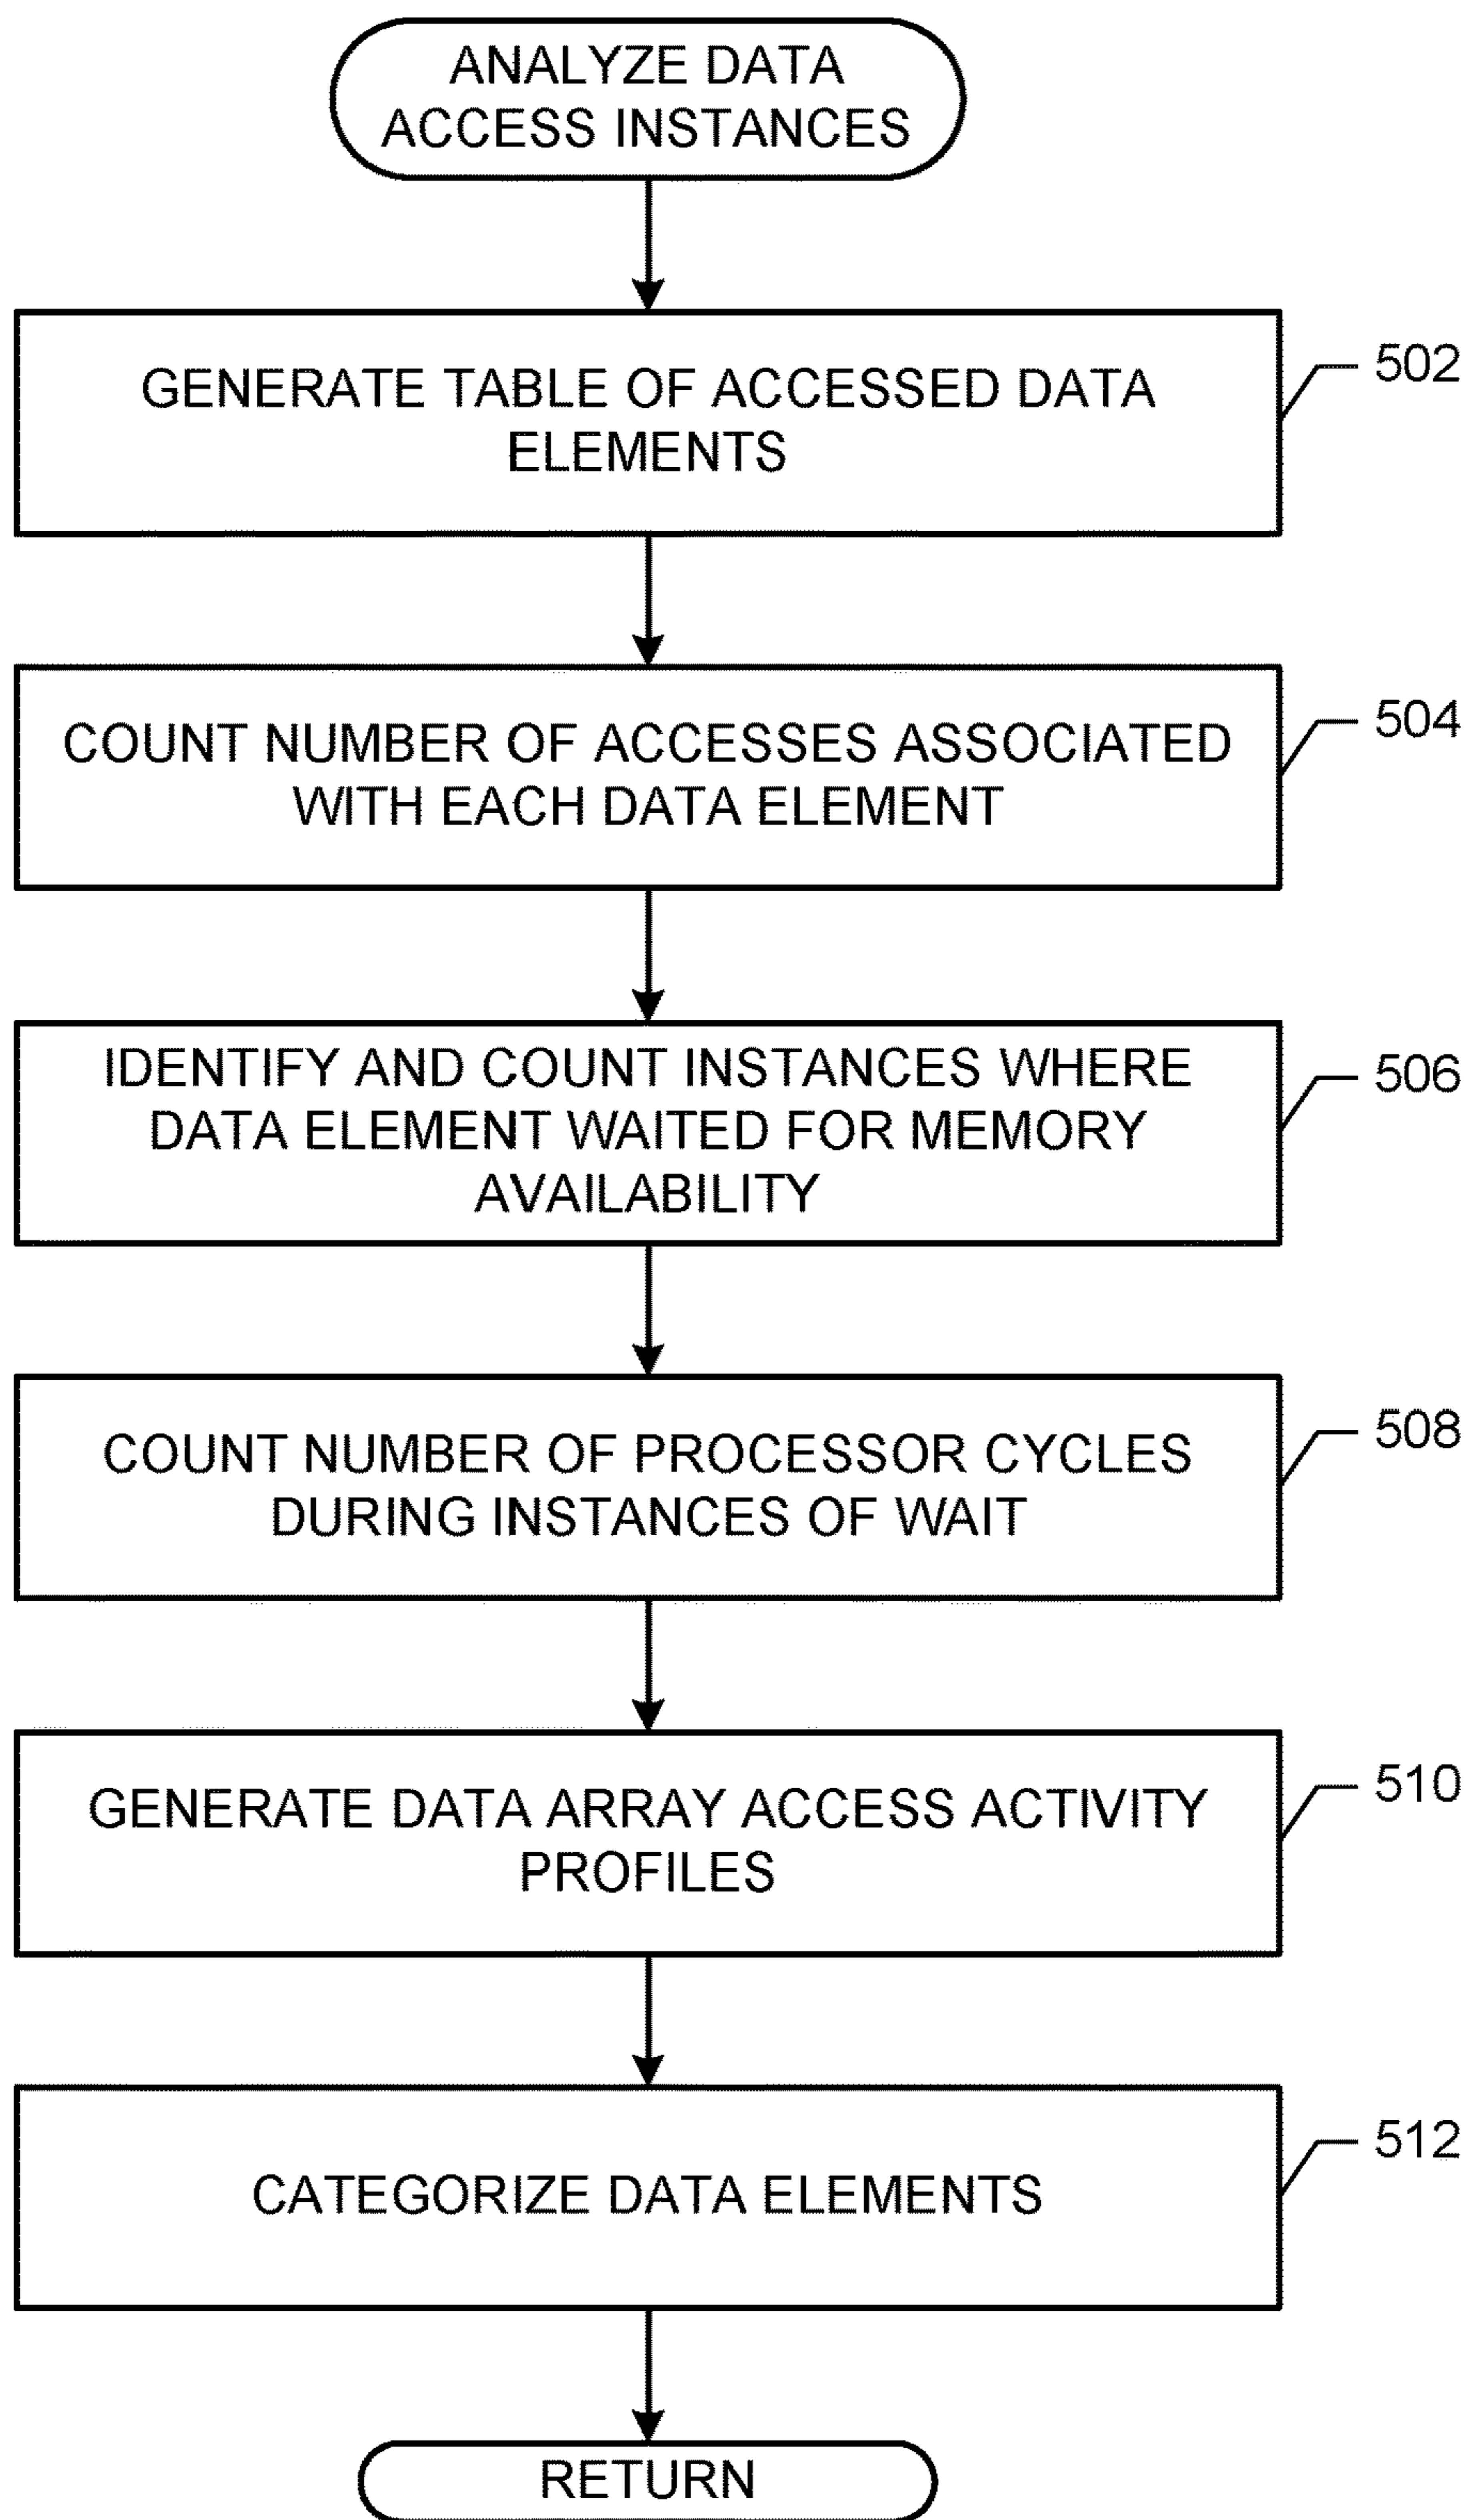 ANALYZE DATA
ACCESS INSTANCES
GENERATE TABLE OF ACCESSED DATA
ELEMENTS
502
COUNT NUMBER OF ACCESSES ASSOCIATED
WITH EACH DATA ELEMENT
504
IDENTIFY AND COUNT INSTANCES WHERE
DATA ELEMENT WAITED FOR MEMORY
AVAILABILITY
506
COUNT NUMBER OF PROCESSOR CYCLES
DURING INSTANCES OF WAIT
508
GENERATE DATA ARRAY ACCESS ACTIVITY
PROFILES
510
CATEGORIZE DATA ELEMENTS
512
RETURN